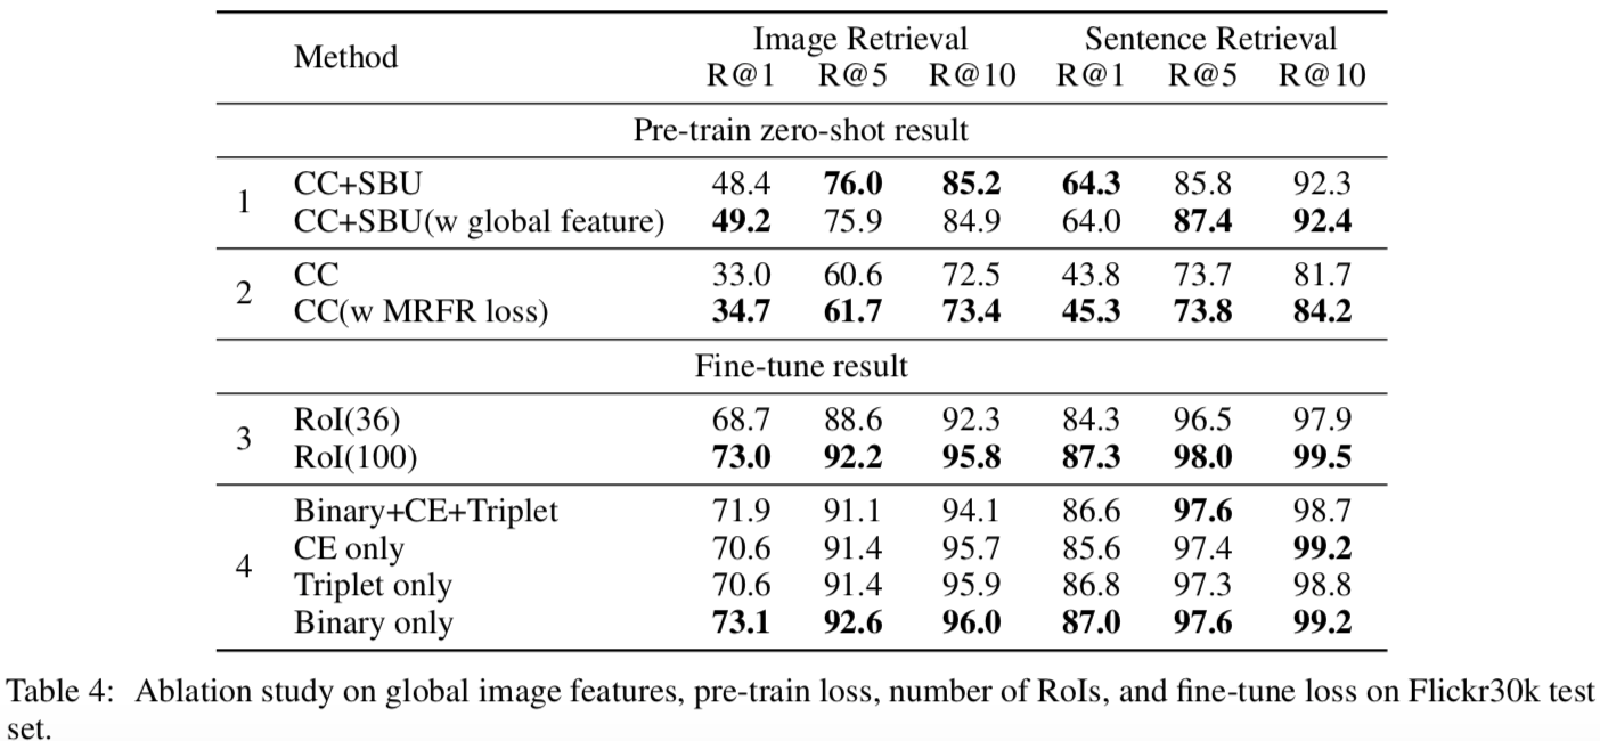 Method Image Retrieval Sentence Retrieval
R@1 R@5 R@10 R@1 R@5 R@10
Pre-train zero-shot result
1 CC+SBU 48.4 76.0 85.2 64.3 85.8 92.3
CC+SBU(w global feature) 49.2 75.9 84.9 64.0 87.4 92.4
2 CC 33.0 60.6 72.5 43.8 73.7 81.7
CC(w MRFR loss) 34.7 61.7 73.4 45.3 73.8 84.2
Fine-tune result
3 RoI(36) 68.7 88.6 92.3 84.3 96.5 97.9
RoI(100) 73.0 92.2 95.8 87.3 98.0 99.5
4 Binary+CE+Triplet 71.9 91.1 94.1 86.6 97.6 98.7
CE only 70.6 91.4 95.7 85.6 97.4 99.2
Triplet only 70.6 91.4 95.9 86.8 97.3 98.8
Binary only 73.1 92.6 96.0 87.0 97.6 99.2
Table 4: Ablation study on global image features, pre-train loss, number of RoIs, and fine-tune loss on Flickr30k test
set.